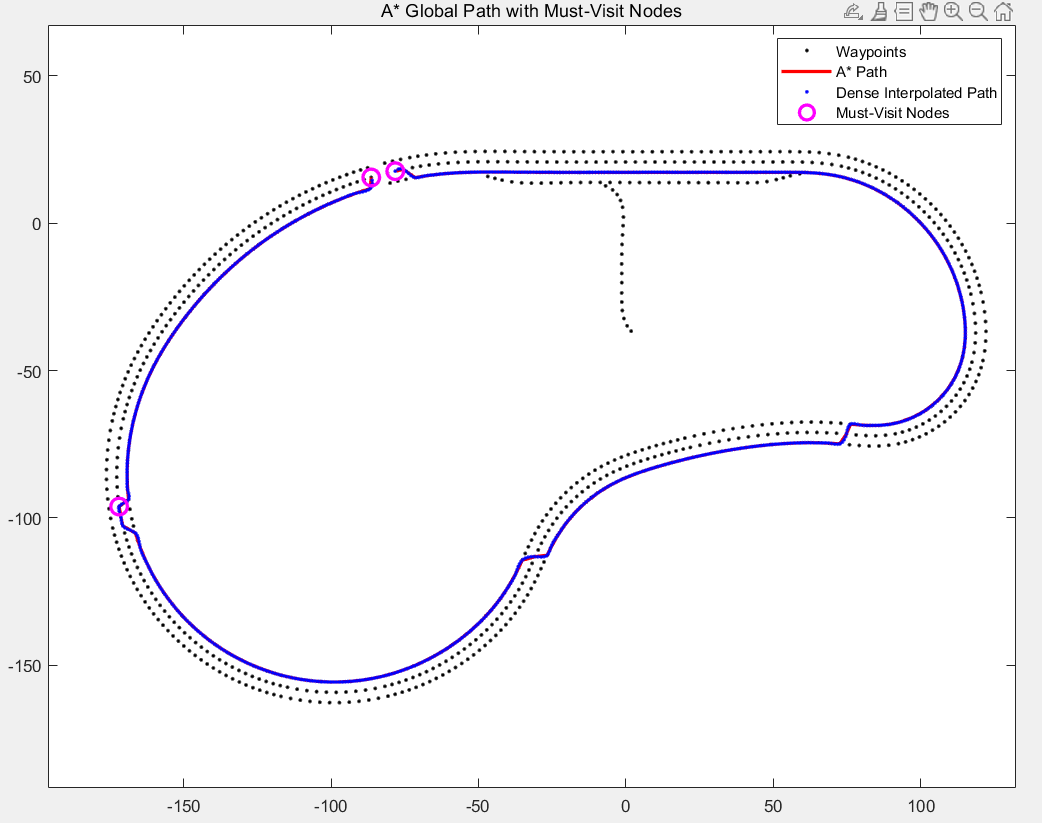 A* Global Path with Must-Visit Nodes
Waypoints
A* Path
Dense Interpolated Path
Must-Visit Nodes
50
0
-50
-100
-150
-150
-100
-50
0
50
100